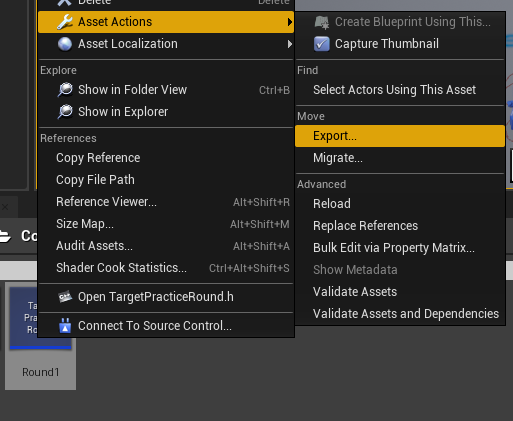 Delete
Asset Actions
Asset Localization
Explore
Show in Folder View Ctrl+B
Show in Explorer
References
Copy Reference
Copy File Path
Reference Viewer... Alt+Shift+R
Size Map... Alt+Shift+M
Audit Assets... Alt+Shift+A
Shader Cook Statistics... Ctrl+Alt+Shift+S
Open TargetPracticeRound.h
Connect To Source Control...
Create Blueprint Using This...
Capture Thumbnail
Find
Select Actors Using This Asset
Move
Export...
Migrate...
Advanced
Reload
Replace References
Bulk Edit via Property Matrix...
Show Metadata
Validate Assets
Validate Assets and Dependencies
Co
Ta
Pra
Ro
Round1